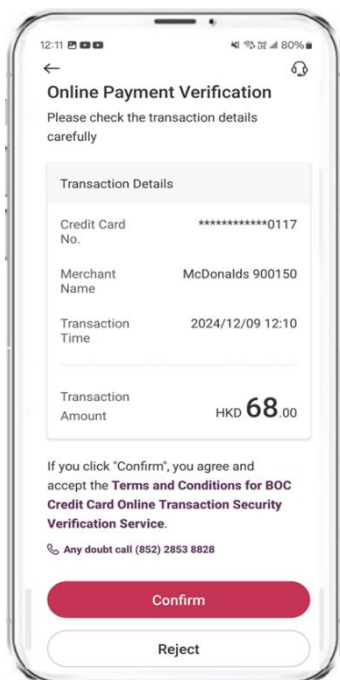 12:11 80%
Online Payment Verification
Please check the transaction details
carefully
Transaction Details
Credit Card
No.
************0117
Merchant
Name
McDonalds 900150
Transaction
Time
2024/12/09 12:10
Transaction
Amount
HKD 68.00
If you click "Confirm", you agree and
accept the Terms and Conditions for BOC
Credit Card Online Transaction Security
Verification Service.
Any doubt call (852) 2853 8828
Confirm
Reject